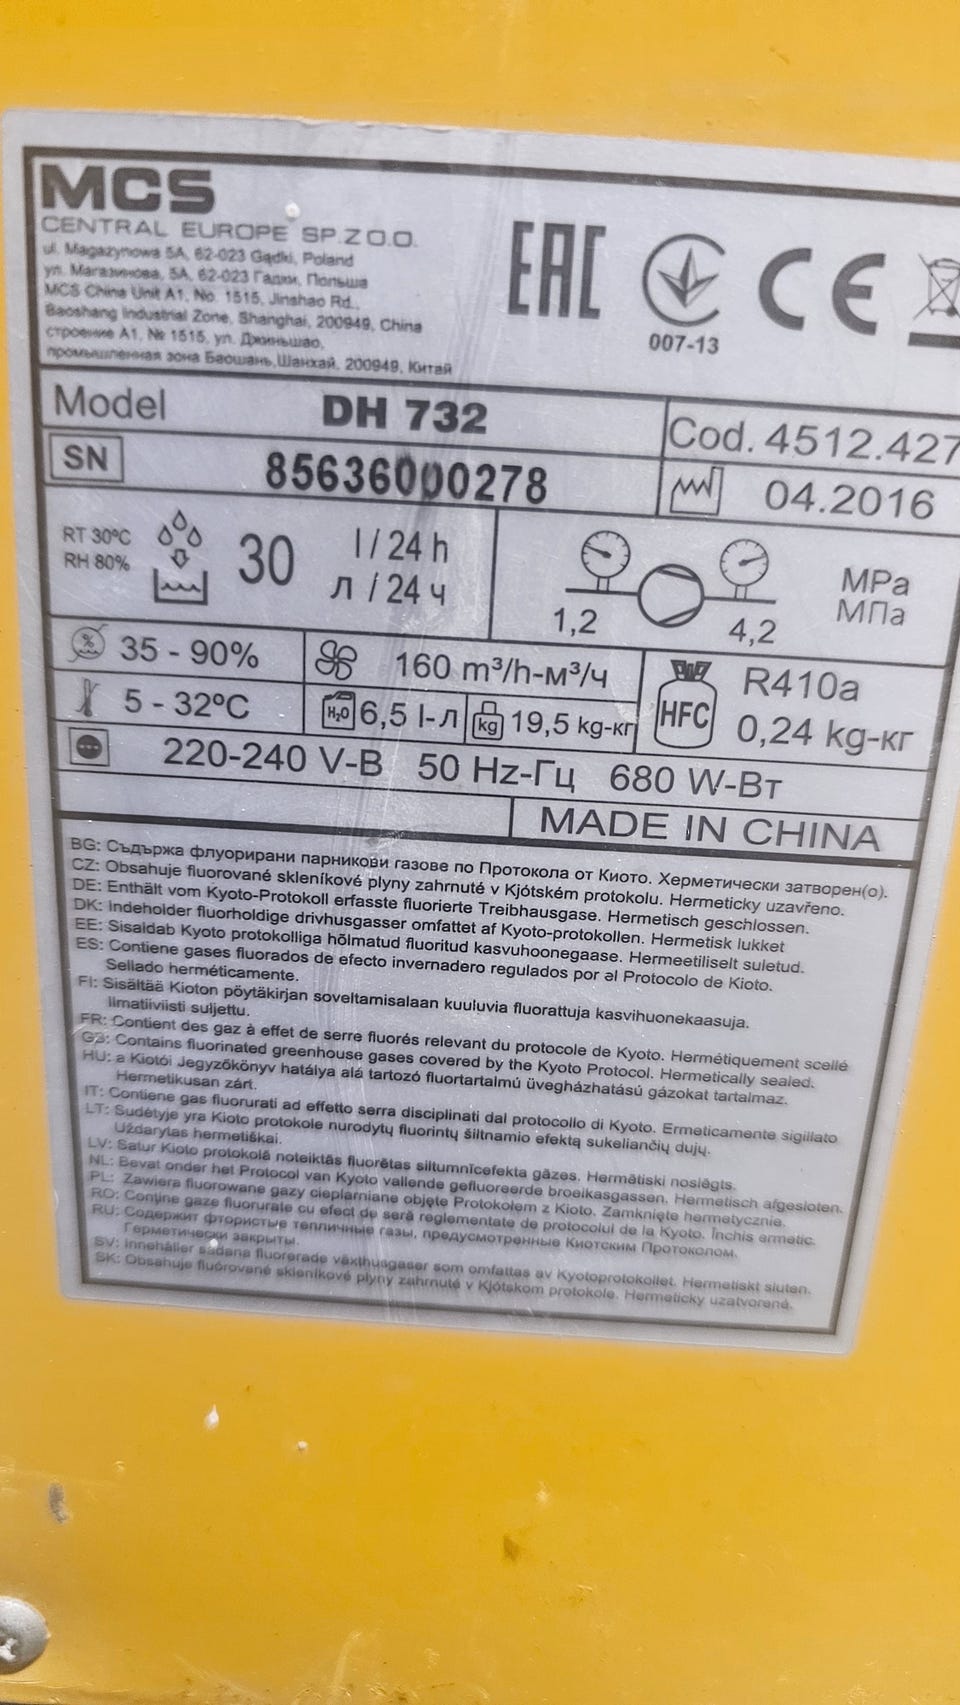 MCS
CENTRAL EUROPE SP.ZO.O.
ul. Magazynowa 5A, 62-023 Gądki, Poland
ул. Магазинова, 5A, 62-023 Гадки, Польша
MCS China Unit A1, No. 1515, Jinshao Rd.,
Baoshang Industrial Zone, Shanghai, 200949, China
строение А1, № 1515, ул. Джиньшао,
промышленная зона Баошань,Шанхай, 200949, Китай
EAC
007-13
CE
Model DH 732 Cod. 4512.427
SN 85636000278 04.2016
RT 30ºC
RH 80%
30 l / 24 h
л / 24 ч
1,2 4,2 MPa
МПа
% 35 - 90% 160 m³/h-м³/ч R410a
5 - 32ºC H₂O 6,5 l-л kg 19,5 kg-кг HFC 0,24 kg-кг
220-240 V-В 50 Hz-Гц 680 W-Вт
MADE IN CHINA
BG: Съдържа флуорирани парникови газове по Протокола от Киото. Херметически затворен(о).
CZ: Obsahuje fluorované skleníkové plyny zahrnuté v Kjótském protokolu. Hermeticky uzavřeno.
DE: Enthält vom Kyoto-Protokoll erfasste fluorierte Treibhausgase. Hermetisch geschlossen.
DK: Indeholder fluorholdige drivhusgasser omfattet af Kyoto-protokollen. Hermetisk lukket
EE: Sisaldab Kyoto protokolliga hõlmatud fluoritud kasvuhoonegaase. Hermeetiliselt suletud.
ES: Contiene gases fluorados de efecto invernadero regulados por al Protocolo de Kioto.
Sellado herméticamente.
FI: Sisältää Kioton pöytäkirjan soveltamisalaan kuuluvia fluorattuja kasvihuonekaasuja.
Ilmatiiviisti suljettu.
FR: Contient des gaz à effet de serre fluorés relevant du protocole de Kyoto. Hermétiquement scellé
GB: Contains fluorinated greenhouse gases covered by the Kyoto Protocol. Hermetically sealed.
HU: a Kiotói Jegyzőkönyv hatálya alá tartozó fluortartalmú üvegházhatású gázokat tartalmaz.
Hermetikusan zárt.
IT: Contiene gas fluorurati ad effetto serra disciplinati dal protocollo di Kyoto. Ermeticamente sigillato
LT: Sudėtyje yra Kioto protokole nurodytų fluorintų šiltnamio efektą sukeliančių dujų.
Uždarytas hermetiškai.
LV: Satur Kioto protokolā noteiktās fluorētas siltumnīcefekta gāzes. Hermātiski noslēgts.
NL: Bevat onder het Protocol van Kyoto vallende gefluoreerde broeikasgassen. Hermetisch afgesloten.
PL: Zawiera fluorowane gazy cieplarniane objęte Protokołem z Kioto. Zamknięte hermetycznie.
RO: Conţine gaze fluorurate cu efect de seră reglementate de protocolul de la Kyoto. Închis ermetic.
RU: Содержит фтористые тепличные газы, предусмотренные Киотским Протоколом.
Герметически закрыты.
SV: Innehåller sådana fluorerade växthusgaser som omfattas av Kyotoprotokollet. Hermetiskt sluten.
SK: Obsahuje fluórované skleníkové plyny zahrnuté v Kjótskom protokole. Hermeticky uzatvorené.